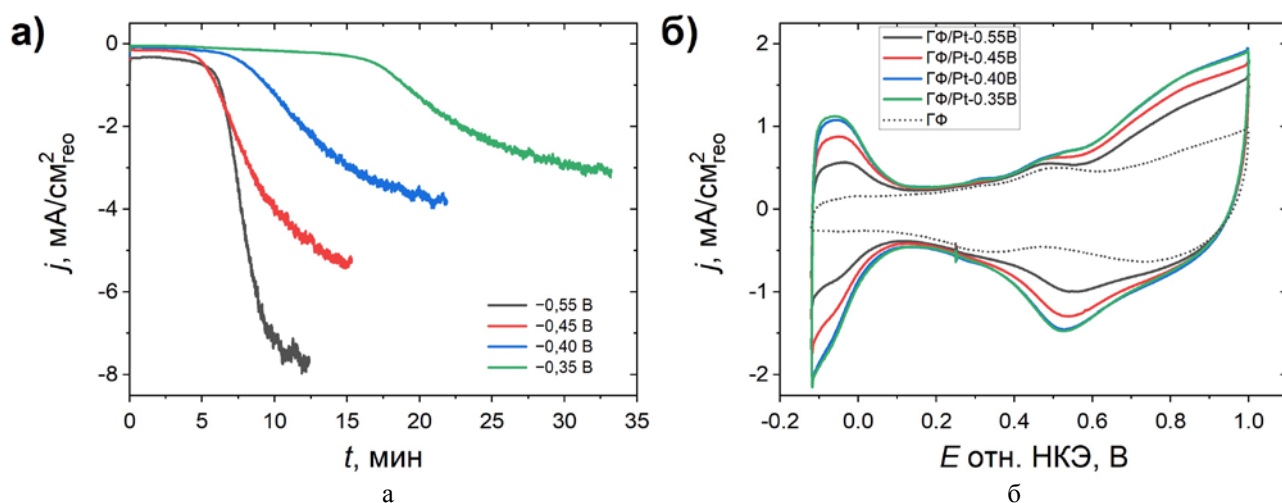 а)
0
-2
-4
-6
-8
j, мА/см²гео
0
5
10
15
20
25
30
35
t, мин
−0,55 В
−0,45 В
−0,40 В
−0,35 В
а
б)
2
1
0
-1
-2
j, мА/см²гео
-0.2
0.0
0.2
0.4
0.6
0.8
1.0
E отн. НКЭ, В
ГФ/Pt-0.55В
ГФ/Pt-0.45В
ГФ/Pt-0.40В
ГФ/Pt-0.35В
ГФ
б